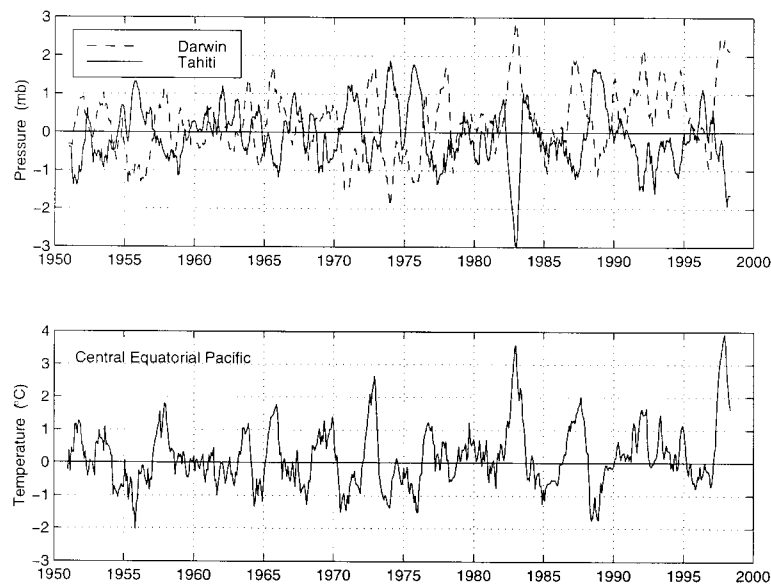 3
2
1
0
−1
−2
−3
Pressure (mb)
Darwin
Tahiti
1950 1955 1960 1965 1970 1975 1980 1985 1990 1995 2000
4
3
2
1
0
−1
−2
−3
Temperature (°C)
Central Equatorial Pacific
1950 1955 1960 1965 1970 1975 1980 1985 1990 1995 2000